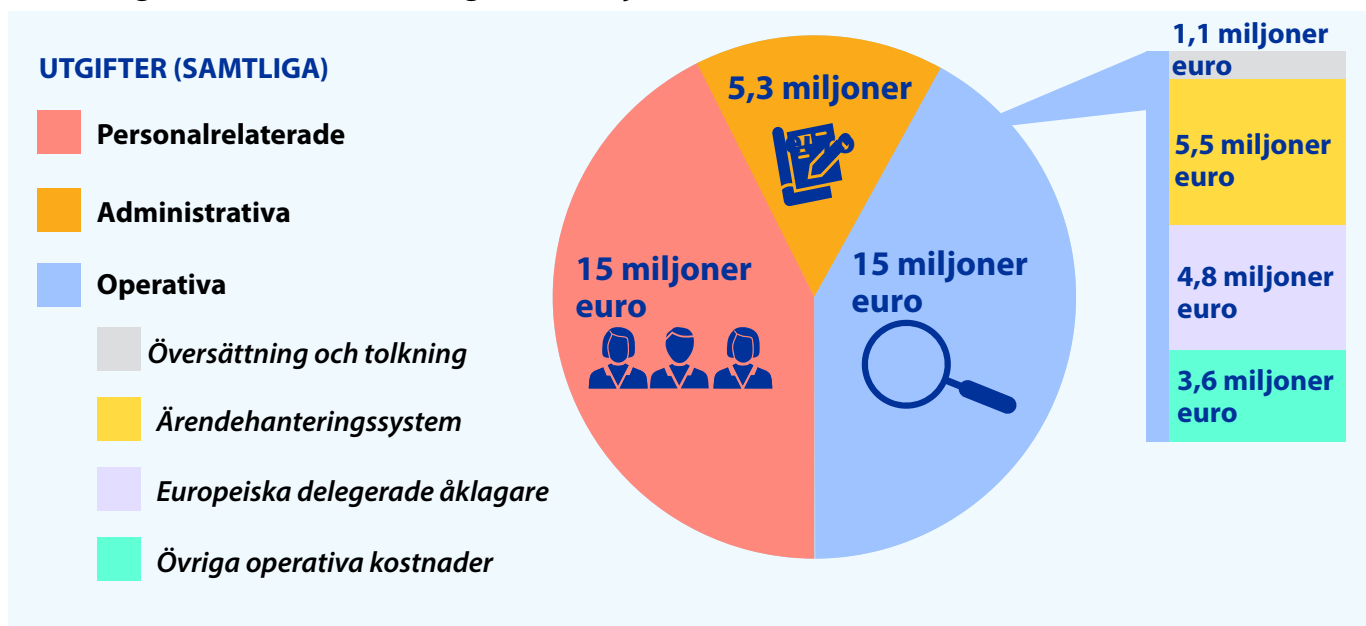 UTGIFTER (SAMTLIGA)
Personalrelaterade
Administrativa
Operativa
Översättning och tolkning
Ärendehanteringssystem
Europeiska delegerade åklagare
Övriga operativa kostnader
5,3 miljoner
15 miljoner
euro
15 miljoner
euro
1,1 miljoner
euro
5,5 miljoner
euro
4,8 miljoner
euro
3,6 miljoner
euro